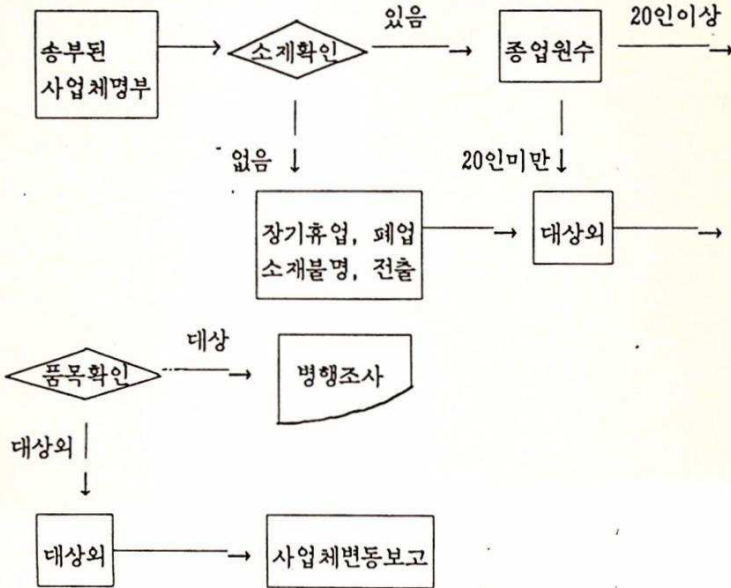 있음
20인이상
송부된
사업체명부
소재확인
종업원수
없음
20인미만
장기휴업, 폐업
소재불명, 전출
대상외
대상
품목확인
병행조사
대상외
대상외
사업체변동보고